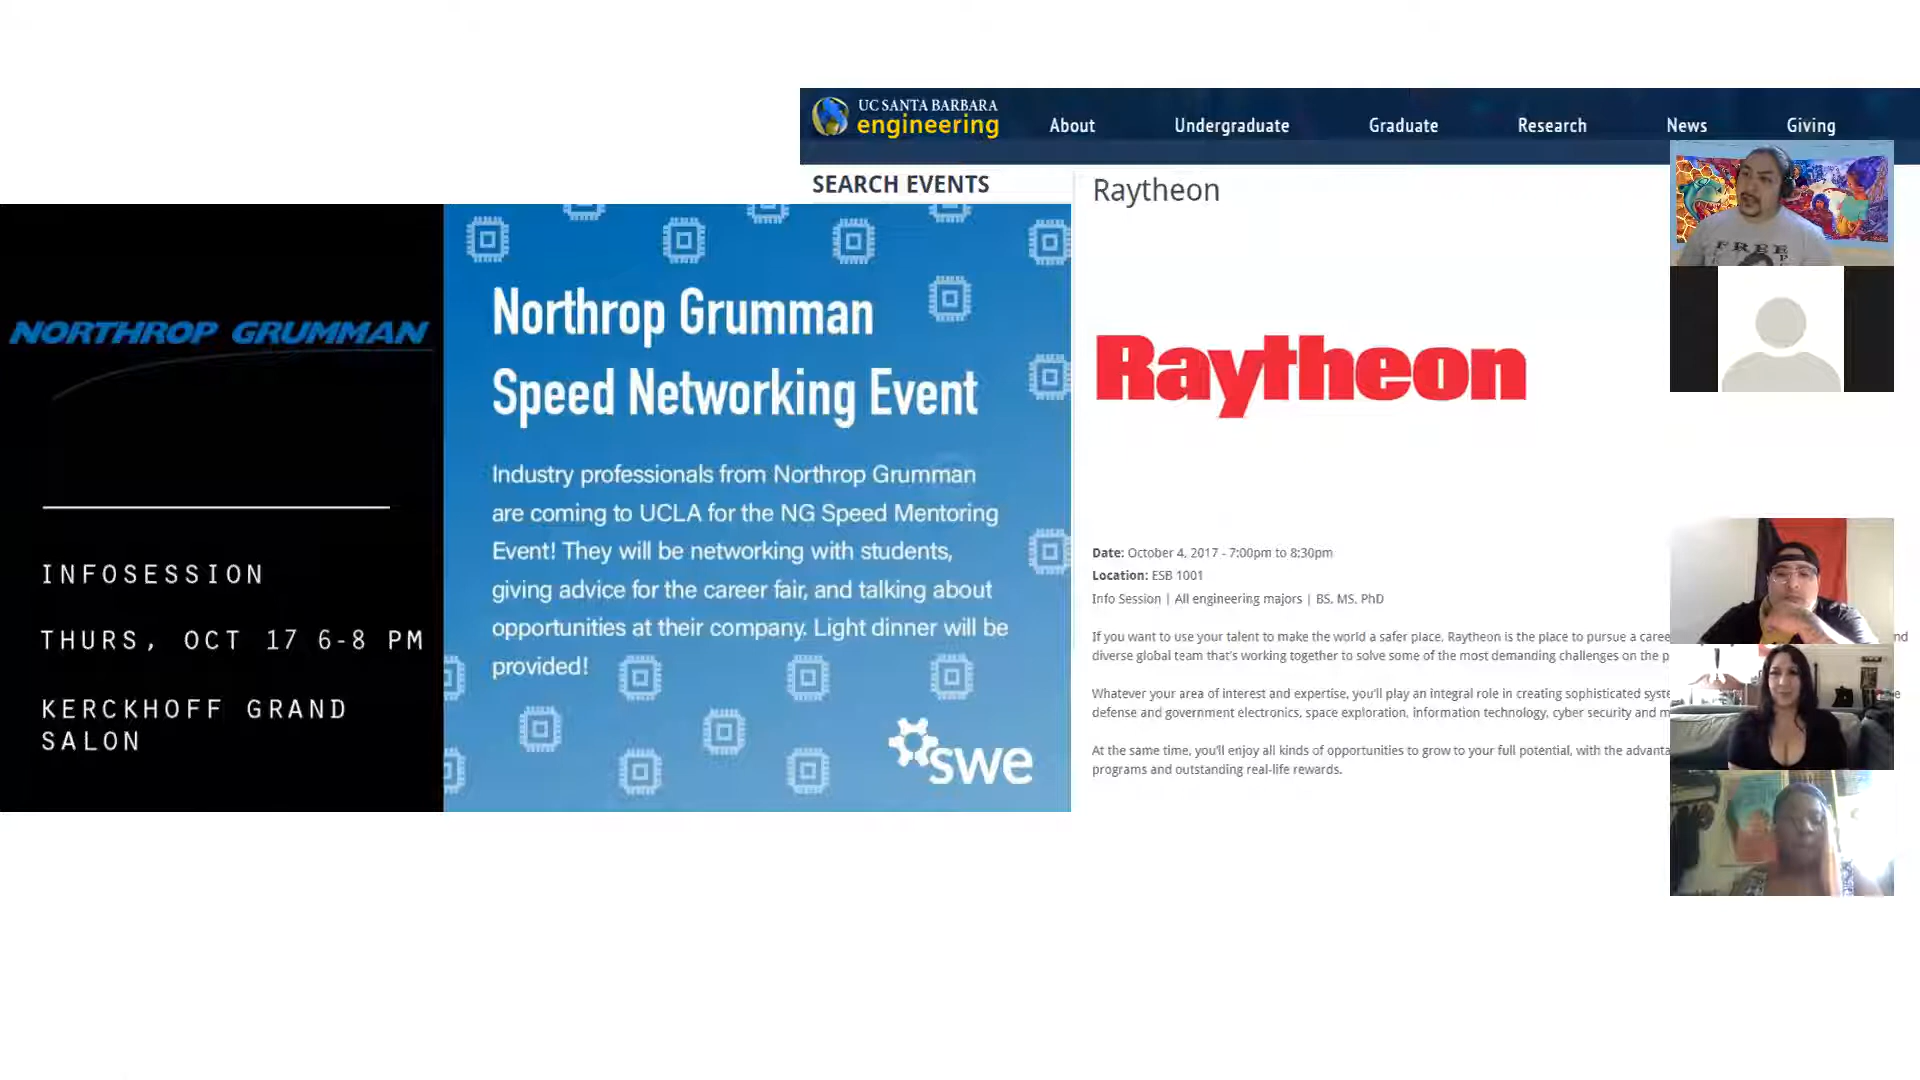 UC SANTA BARBARA
engineering
About Undergraduate Graduate Research News Giving
SEARCH EVENTS
Raytheon
NORTHROP GRUMMAN
INFOSESSION
THURS, OCT 17 6-8 PM
KERCKHOFF GRAND
SALON
Northrop Grumman
Speed Networking Event
Industry professionals from Northrop Grumman
are coming to UCLA for the NG Speed Mentoring
Event! They will be networking with students,
giving advice for the career fair, and talking about
opportunities at their company. Light dinner will be
provided!
swe
Raytheon
Date: October 4, 2017 - 7:00pm to 8:30pm
Location: ESB 1001
Info Session | All engineering majors | BS, MS, PhD
If you want to use your talent to make the world a safer place, Raytheon is the place to pursue a
diverse global team that's working together to solve some of the most demanding challenges on the
Whatever your area of interest and expertise, you'll play an integral role in creating sophisticated
defense and government electronics, space exploration, information technology, cyber security and
At the same time, you'll enjoy all kinds of opportunities to grow to your full potential, with the
programs and outstanding real-life rewards.
FREE